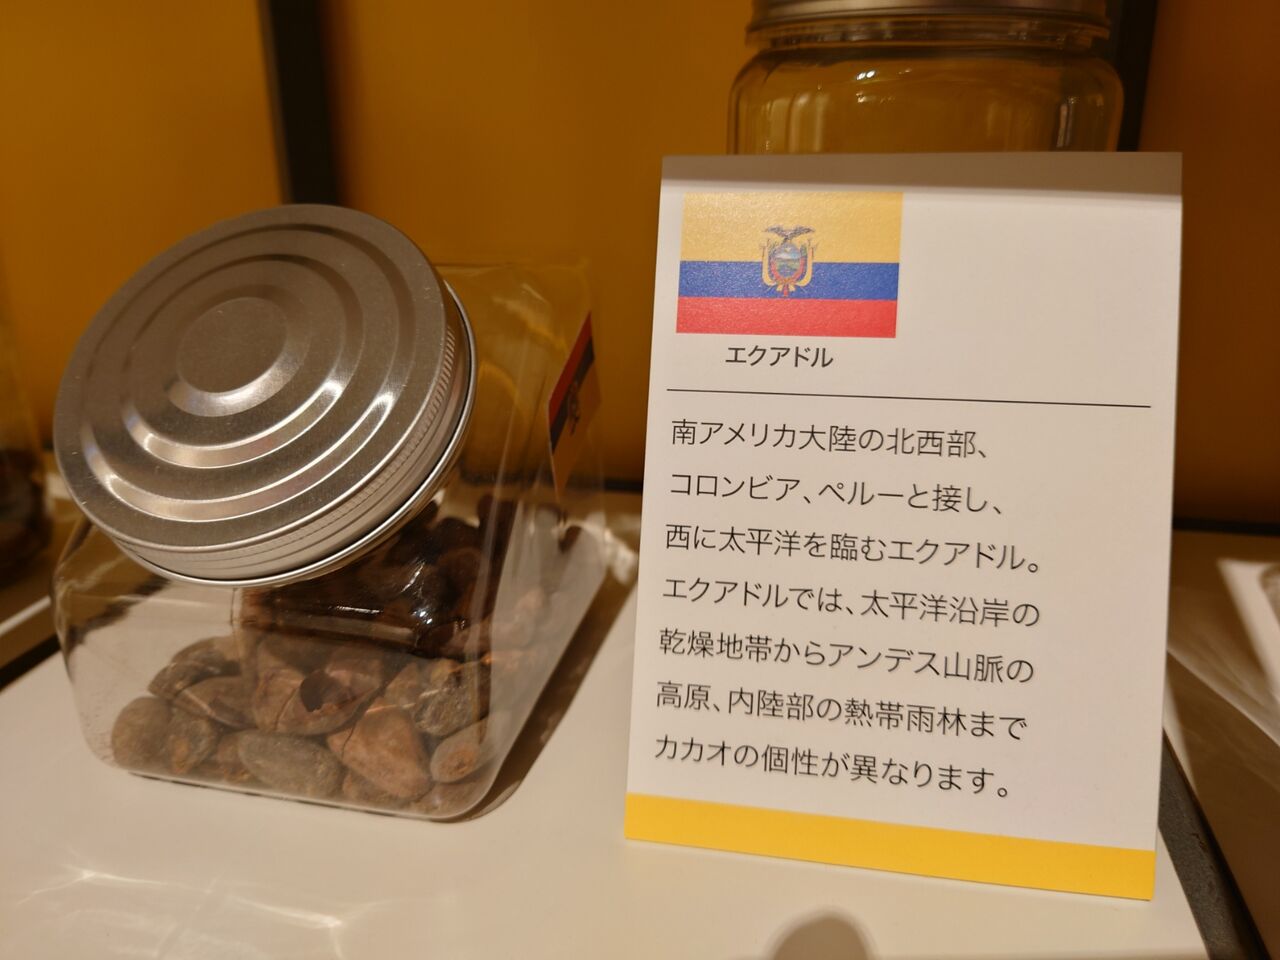 エクアドル
南アメリカ大陸の北西部、
コロンビア、ペルーと接し、
西に太平洋を臨むエクアドル。
エクアドルでは、太平洋沿岸の
乾燥地帯からアンデス山脈の
高原、内陸部の熱帯雨林まで
カカオの個性が異なります。